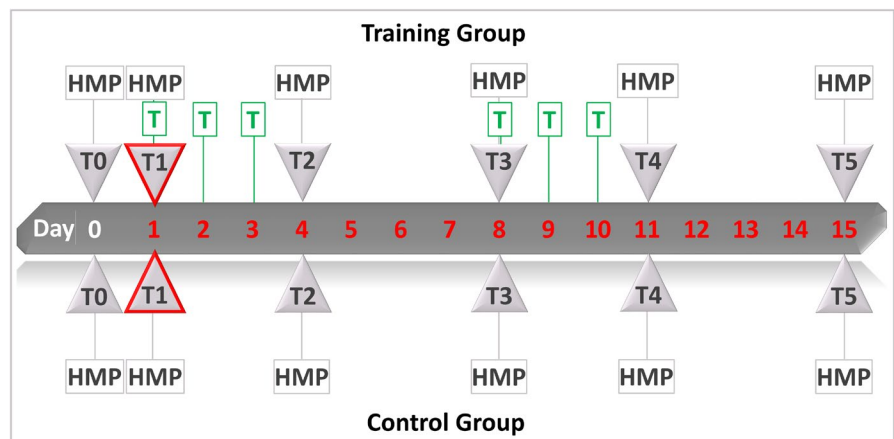 Training Group
HMP HMP HMP HMP HMP HMP
T T T T T T
T0 T1 T2 T3 T4 T5
Day 0 1 2 3 4 5 6 7 8 9 10 11 12 13 14 15
T0 T1 T2 T3 T4 T5
HMP HMP HMP HMP HMP HMP
Control Group